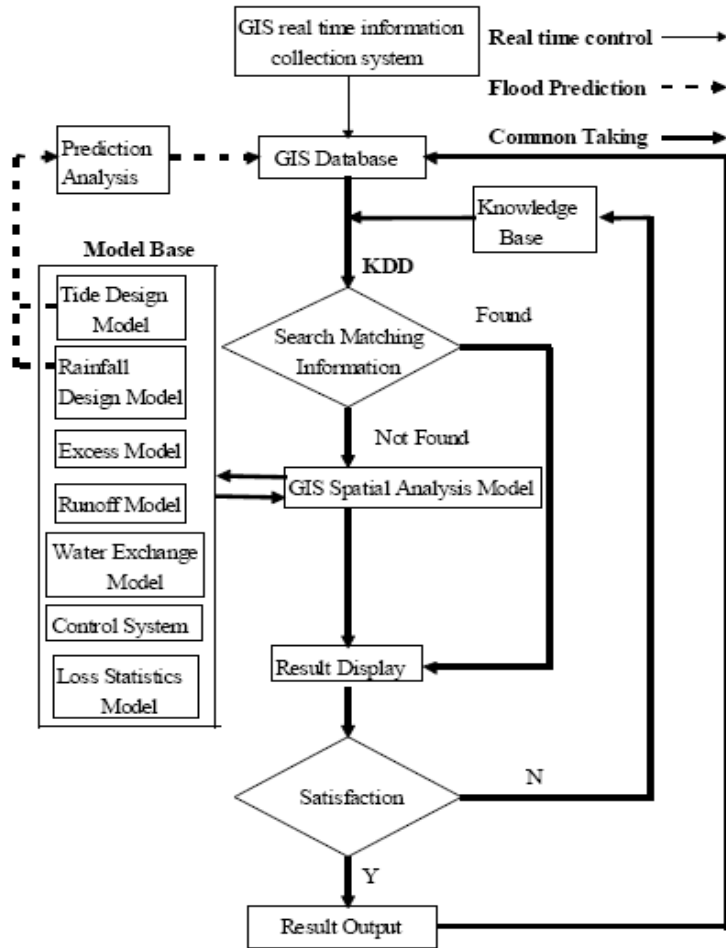 GIS real time information
collection system
Real time control
Flood Prediction
Common Taking
Prediction
Analysis
GIS Database
Knowledge
Base
Model Base
KDD
Tide Design
Model
Search Matching
Information
Found
Rainfall
Design Model
Not Found
Excess Model
GIS Spatial Analysis Model
Runoff Model
Water Exchange
Model
Control System
Result Display
Loss Statistics
Model
Satisfaction
N
Y
Result Output